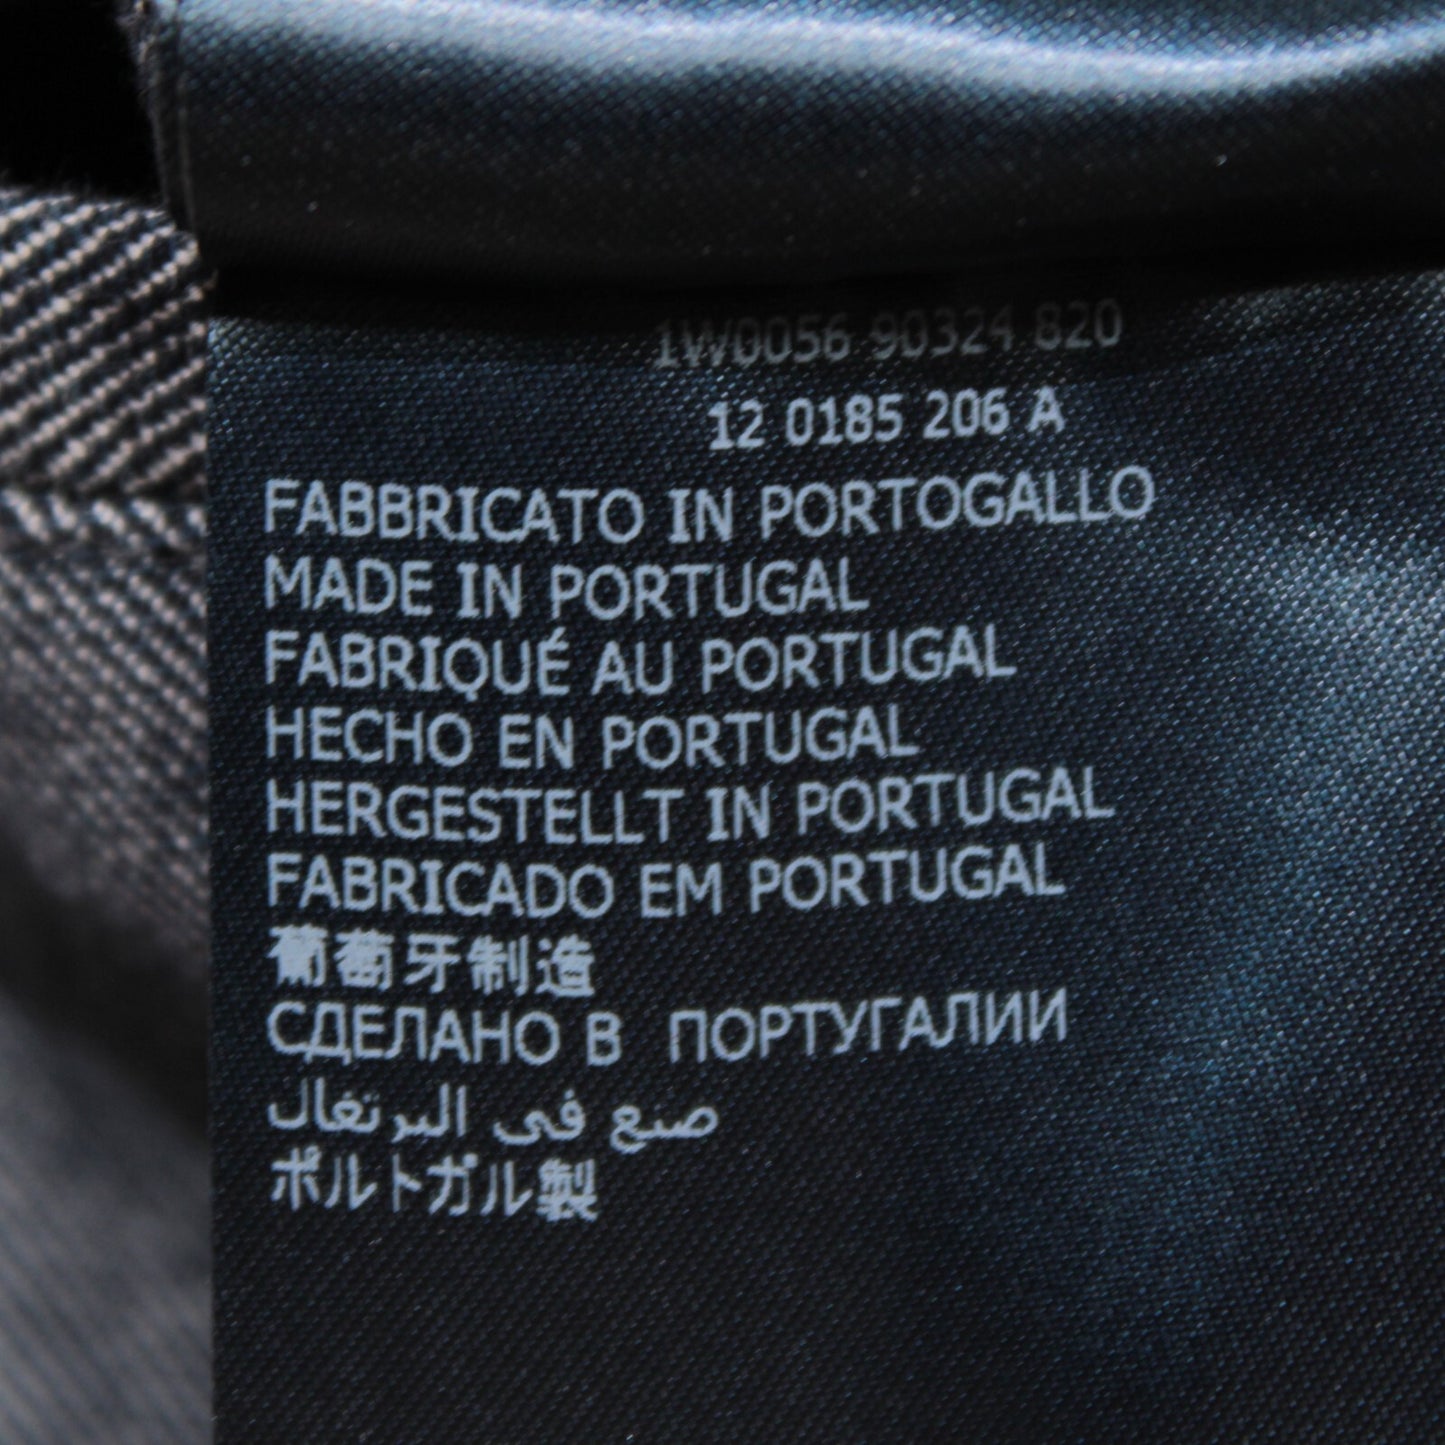 1W0056 90324 820
12 0185 206 A
FABBRICATO IN PORTOGALLO
MADE IN PORTUGAL
FABRIQUÉ AU PORTUGAL
HECHO EN PORTUGAL
HERGESTELLT IN PORTUGAL
FABRICADO EM PORTUGAL
葡萄牙制造
СДЕЛАНО В ПОРТУГАЛИИ
صنع فى البرتغال
ポルトガル製